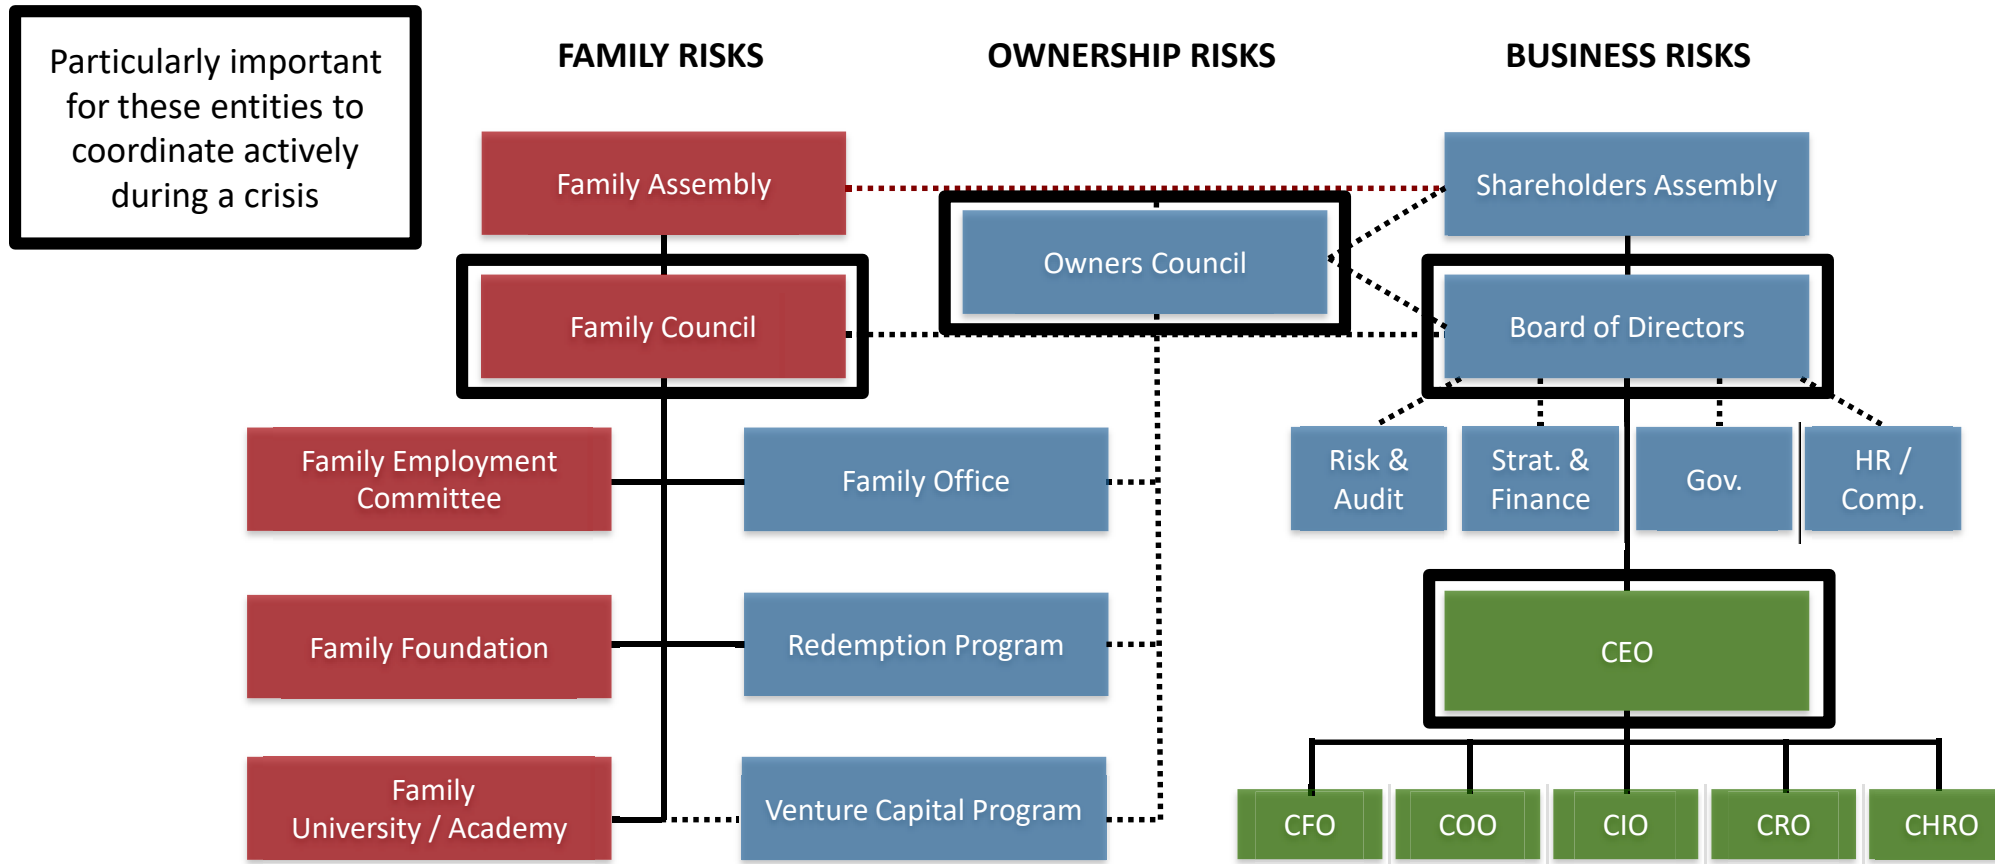 Particularly important
for these entities to
coordinate actively
during a crisis
FAMILY RISKS
OWNERSHIP RISKS
BUSINESS RISKS
Family Assembly
Shareholders Assembly
Owners Council
Family Council
Board of Directors
Family Employment
Committee
Family Office
Risk &
Audit
Strat. &
Finance
Gov.
HR /
Comp.
Family Foundation
Redemption Program
CEO
Family
University / Academy
Venture Capital Program
CFO
COO
CIO
CRO
CHRO